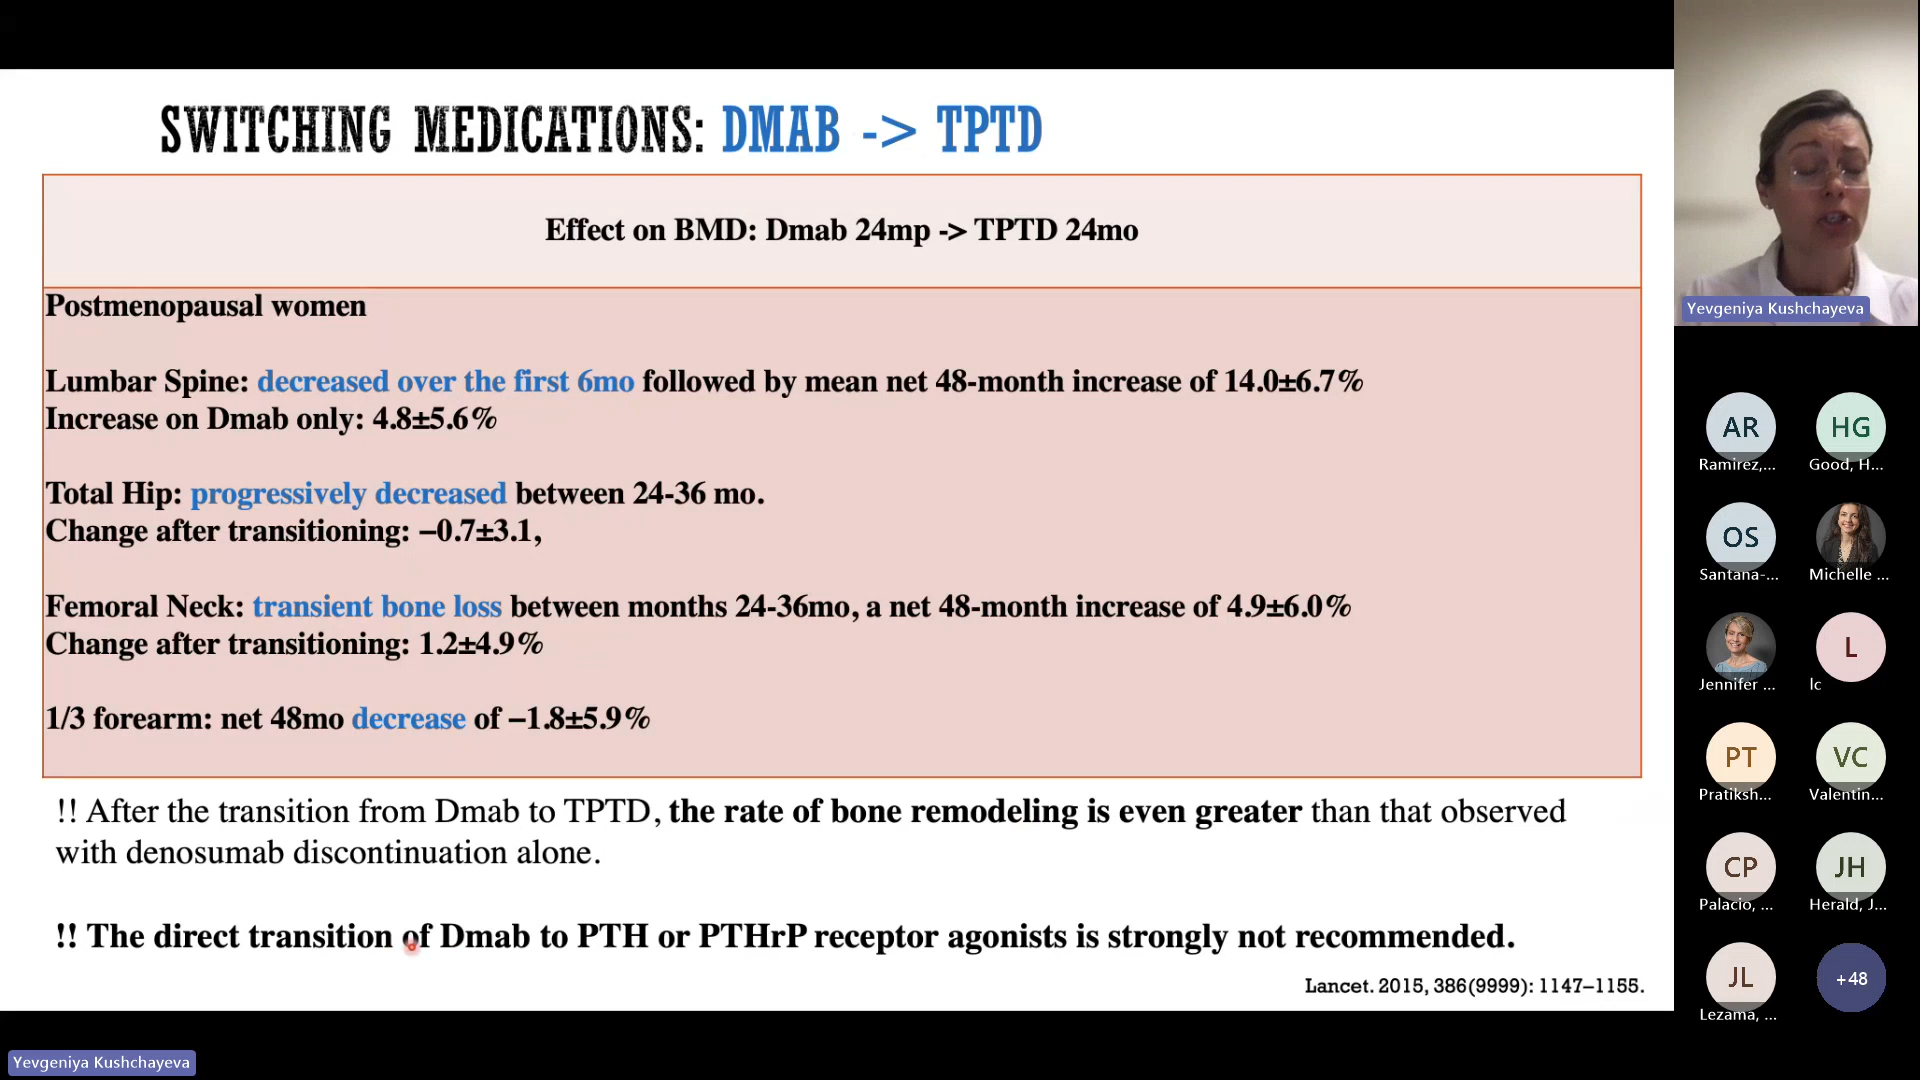 SWITCHING MEDICATIONS: DMAB -> TPTD
Effect on BMD: Dmab 24mp -> TPTD 24mo
Postmenopausal women
Lumbar Spine: decreased over the first 6mo followed by mean net 48-month increase of 14.0±6.7%
Increase on Dmab only: 4.8±5.6%
Total Hip: progressively decreased between 24-36 mo.
Change after transitioning: −0.7±3.1,
Femoral Neck: transient bone loss between months 24-36mo, a net 48-month increase of 4.9±6.0%
Change after transitioning: 1.2±4.9%
1/3 forearm: net 48mo decrease of −1.8±5.9%
!! After the transition from Dmab to TPTD, the rate of bone remodeling is even greater than that observed
with denosumab discontinuation alone.
!! The direct transition of Dmab to PTH or PTHrP receptor agonists is strongly not recommended.
Lancet. 2015, 386(9999): 1147–1155.
Yevgeniya Kushchayeva
Yevgeniya Kushchayeva
AR
HG
Ramirez,...
Good, H...
OS
Santana-...
Michelle ...
L
Jennifer ...
lc
PT
VC
Pratiksh...
Valentin...
CP
JH
Palacio, ...
Herald, J...
JL
+48
Lezama, ...